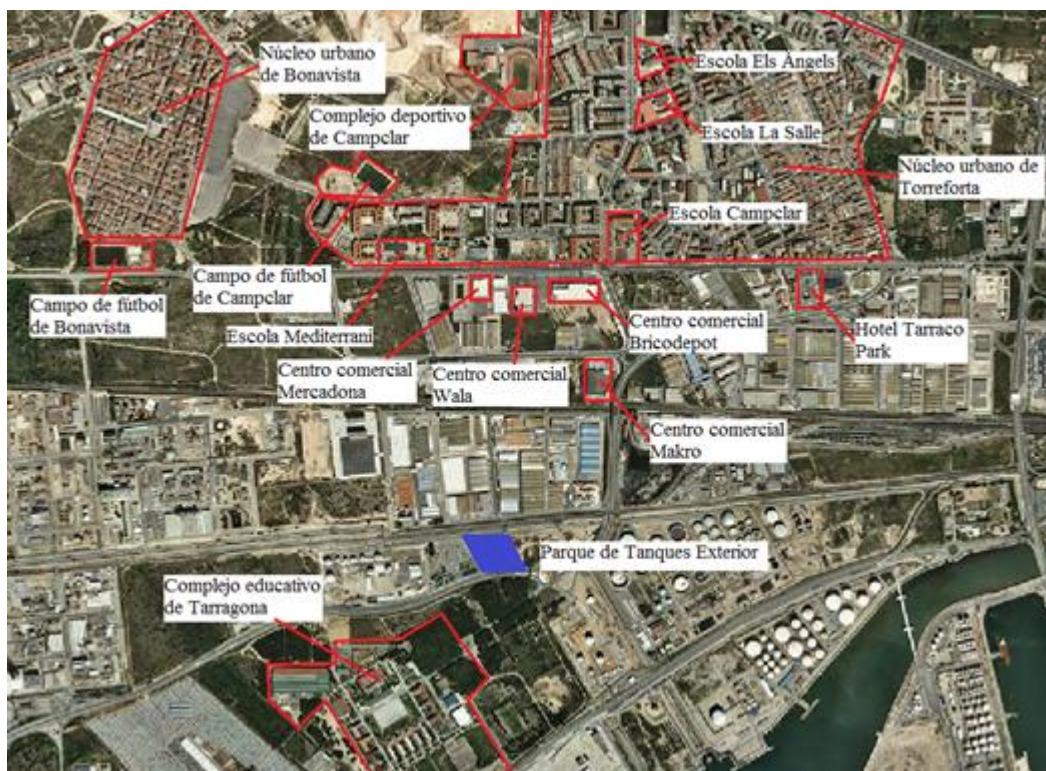 Núcleo urbano
de Bonavista
Escola Els Àngels
Complejo deportivo
de Campclar
Escola La Salle
Núcleo urbano de
Torreforta
Escola Campclar
Campo de fútbol
de Bonavista
Campo de fútbol
de Campclar
Escola Mediterrani
Centro comercial
Mercadona
Centro comercial
Wala
Centro comercial
Bricodepot
Hotel Tarraco
Park
Centro comercial
Makro
Parque de Tanques Exterior
Complejo educativo
de Tarragona